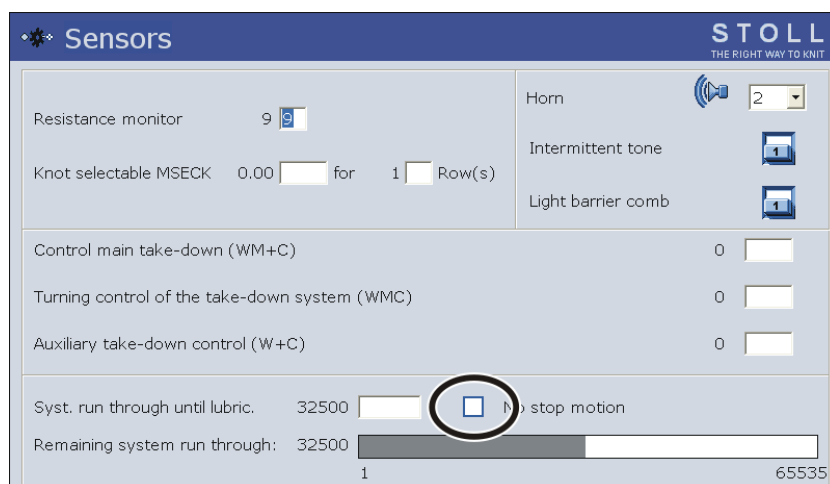 Sensors
STOLL
THE RIGHT WAY TO KNIT
Resistance monitor 9 9
Knot selectable MSECK 0.00 for 1 Row(s)
Horn 2
Intermittent tone 1
Light barrier comb 1
Control main take-down (WM+C) 0
Turning control of the take-down system (WMC) 0
Auxiliary take-down control (W+C) 0
Syst. run through until lubric. 32500 No stop motion
Remaining system run through: 32500
1 65535